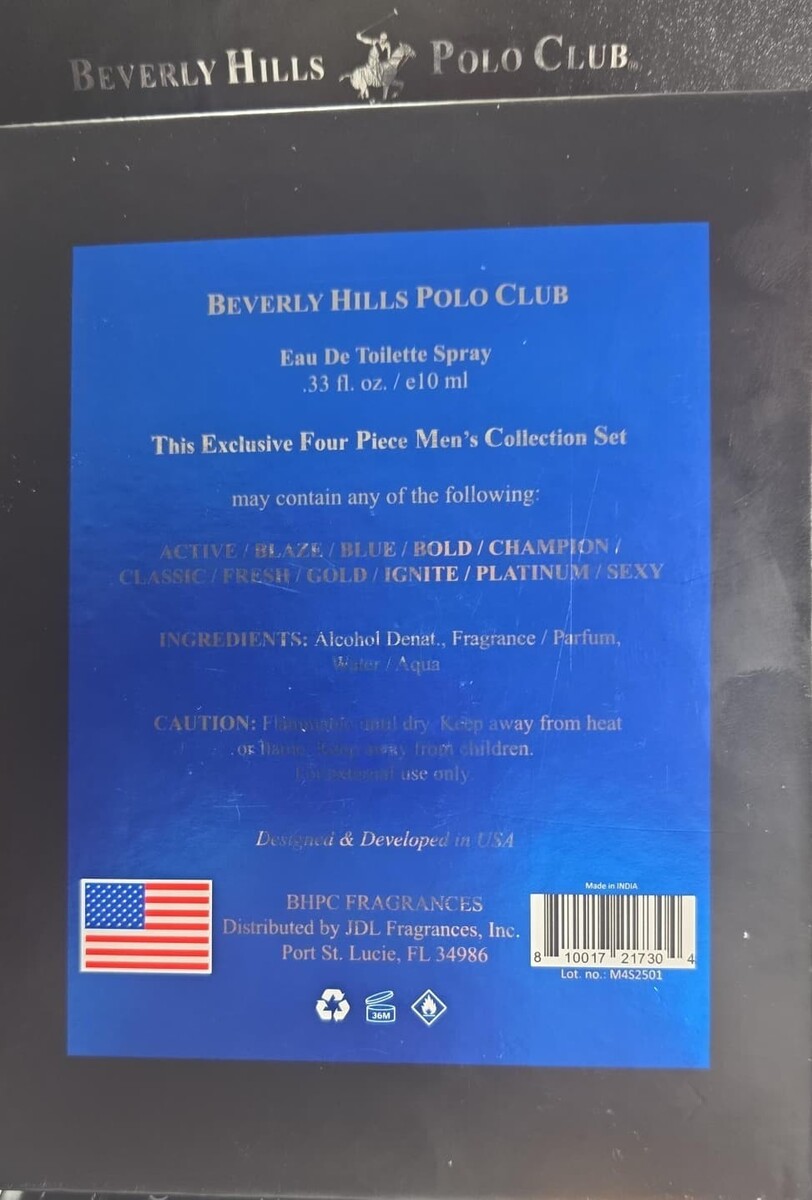 BEVERLY HILLS POLO CLUB®
BEVERLY HILLS POLO CLUB
Eau De Toilette Spray
.33 fl. oz. / e10 ml
This Exclusive Four Piece Men's Collection Set
may contain any of the following:
ACTIVE / BLAZE / BLUE / BOLD / CHAMPION /
CLASSIC / FRESH / GOLD / IGNITE / PLATINUM / SEXY
INGREDIENTS: Alcohol Denat., Fragrance / Parfum,
Water / Aqua
CAUTION: Flammable until dry. Keep away from heat
or flame. Keep away from children.
For external use only.
Designed & Developed in USA
BHPC FRAGRANCES
Distributed by JDL Fragrances, Inc.
Port St. Lucie, FL 34986
Made in INDIA
8 10017 21730 4
Lot. no.: M4S2501
36M